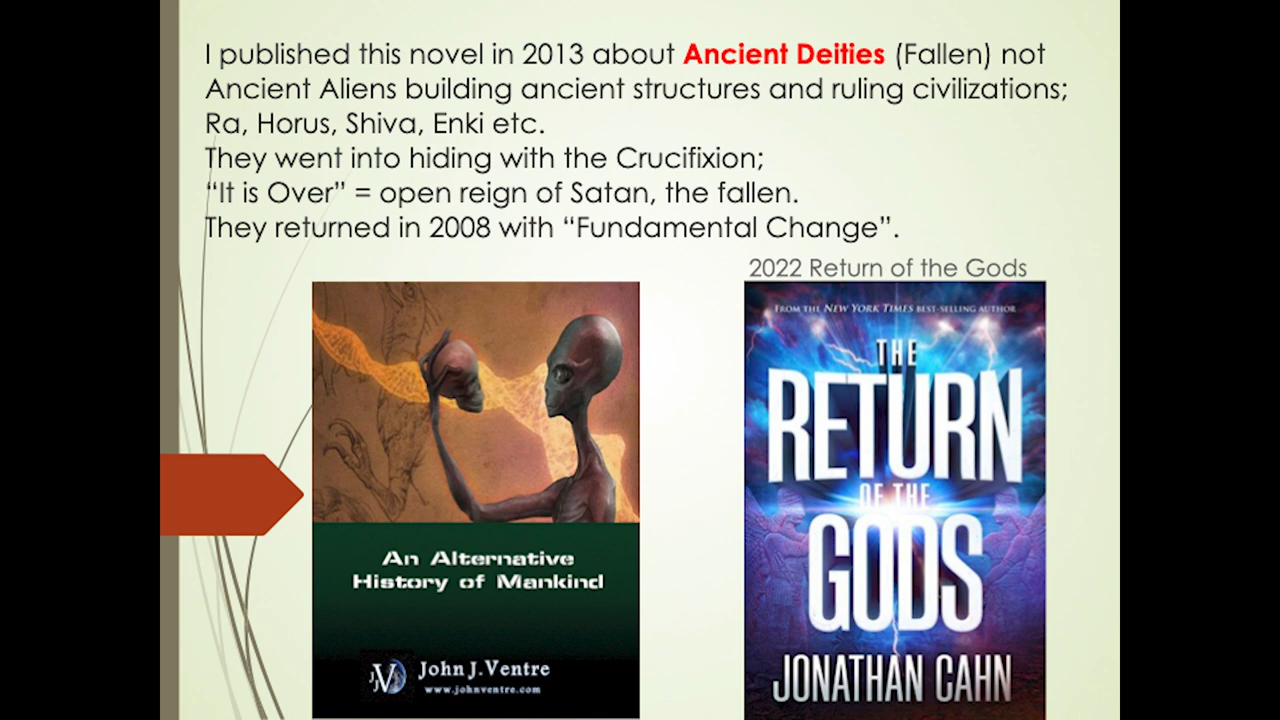 I published this novel in 2013 about Ancient Deities (Fallen) not
Ancient Aliens building ancient structures and ruling civilizations;
Ra, Horus, Shiva, Enki etc.
They went into hiding with the Crucifixion;
“It is Over” = open reign of Satan, the fallen.
They returned in 2008 with “Fundamental Change”.
2022 Return of the Gods
An Alternative
History of Mankind
JJV
John J. Ventre
www.johnventre.com
FROM THE NEW YORK TIMES BEST-SELLING AUTHOR
THE
RETURN
OF THE
GODS
JONATHAN CAHN